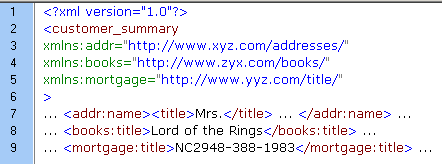 1 <?xml version="1.0"?>
2 <customer_summary
3 xmlns:addr="http://www.xyz.com/addresses/"
4 xmlns:books="http://www.zyx.com/books/"
5 xmlns:mortgage="http://www.yyz.com/title/"
6 >
7 ... <addr:name><title>Mrs.</title> ... </addr:name> ...
8 ... <books:title>Lord of the Rings</books:title> ...
9 ... <mortgage:title>NC2948-388-1983</mortgage:title> ...